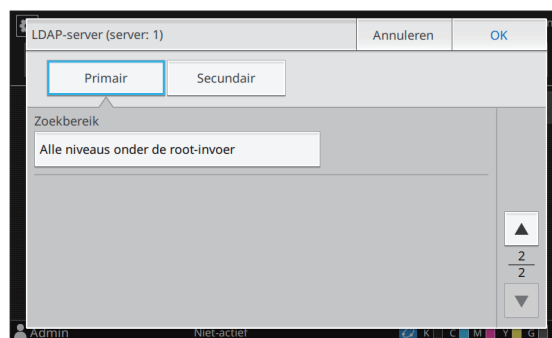 LDAP-server (server: 1)
Annuleren
OK
Primair
Secundair
Zoekbereik
Alle niveaus onder de root-invoer
2
2
Admin
Niet-actief
K
C
M
Y
G